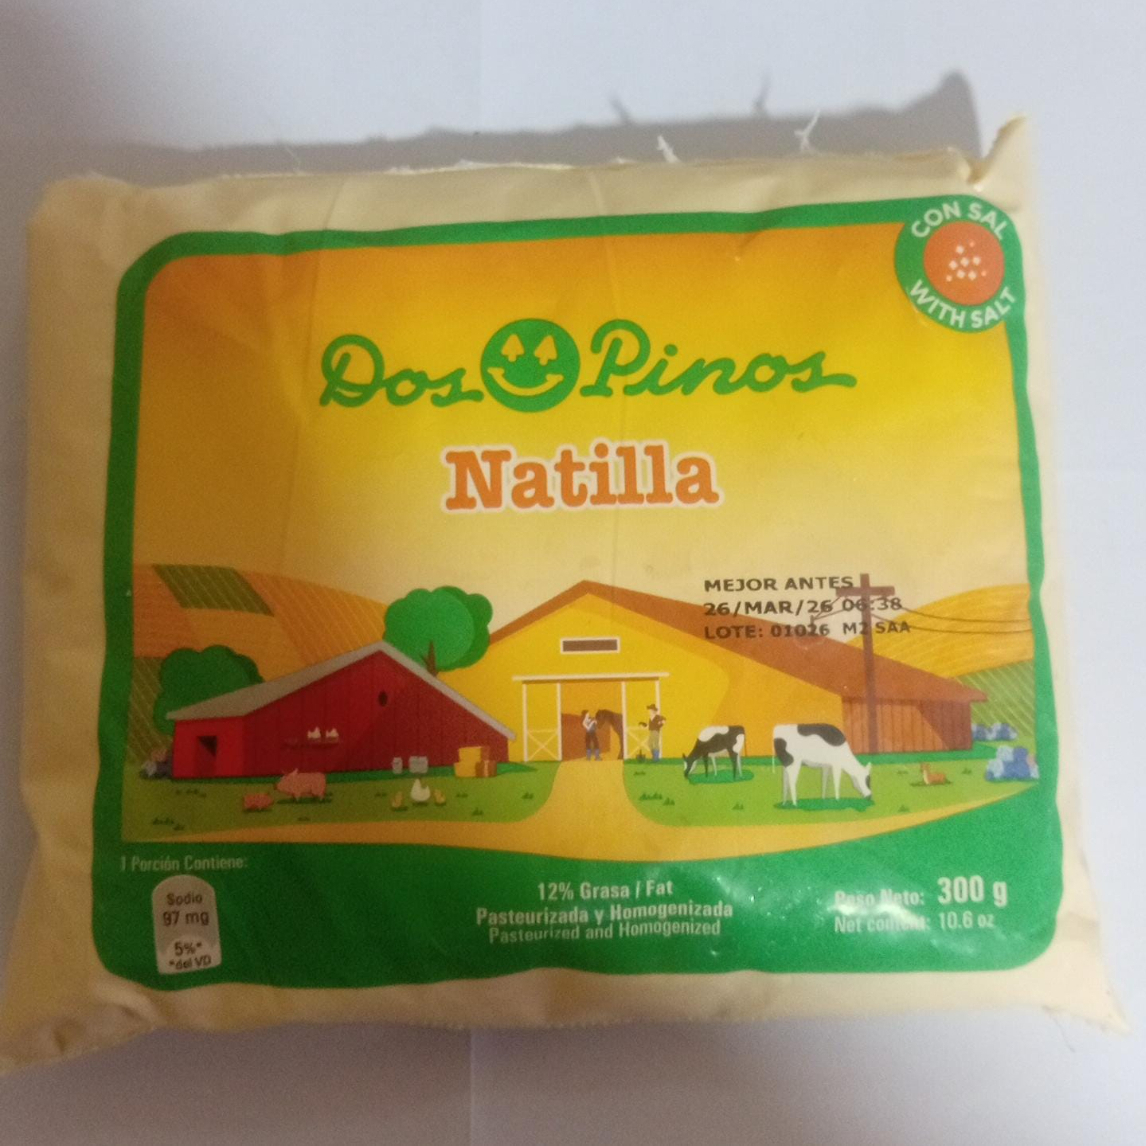 CON SAL
WITH SALT
Dos Pinos
Natilla
MEJOR ANTES
26/MAR/26 06:38
LOTE: 01026 M2 SAA
1 Porción Contiene:
Sodio
97 mg
5%*
*del VD
12% Grasa / Fat
Pasteurizada y Homogenizada
Pasteurized and Homogenized
Peso Neto: 300 g
Net content: 10.6 oz